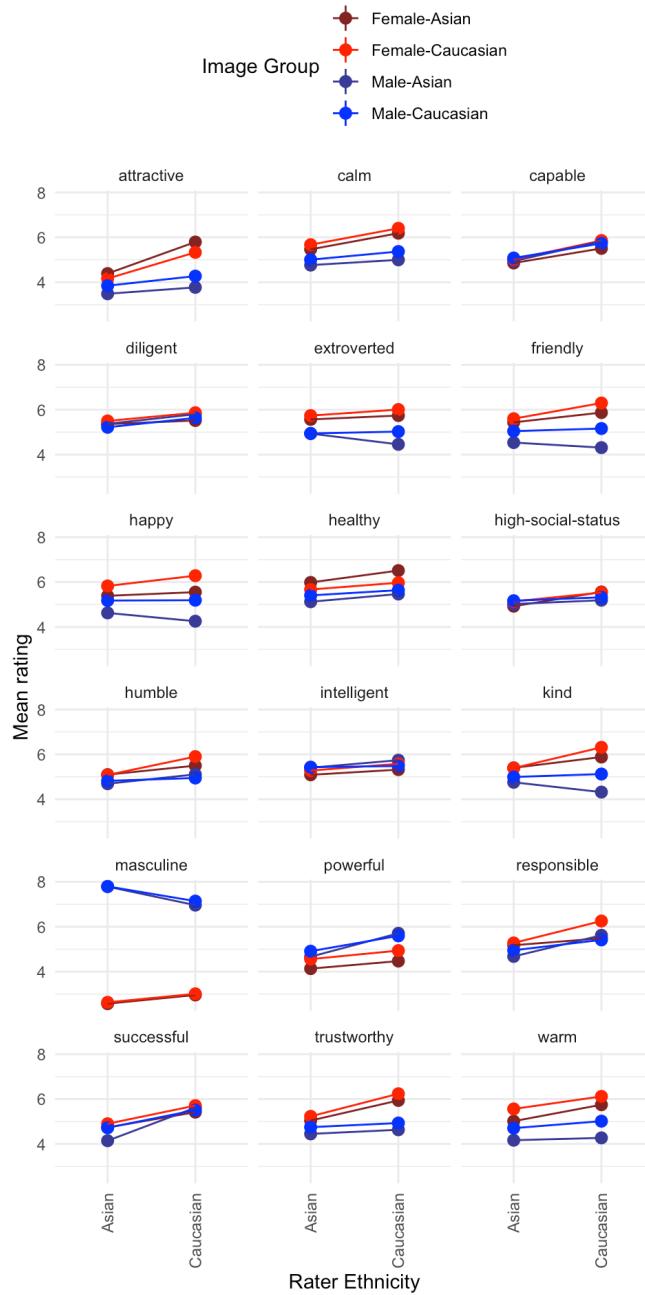 Image Group
Female-Asian
Female-Caucasian
Male-Asian
Male-Caucasian
attractive
calm
capable
8
6
4
diligent
extroverted
friendly
8
6
4
happy
healthy
high-social-status
8
6
4
humble
intelligent
kind
8
6
4
masculine
powerful
responsible
8
6
4
successful
trustworthy
warm
8
6
4
Mean rating
Asian
Caucasian
Asian
Caucasian
Asian
Caucasian
Rater Ethnicity